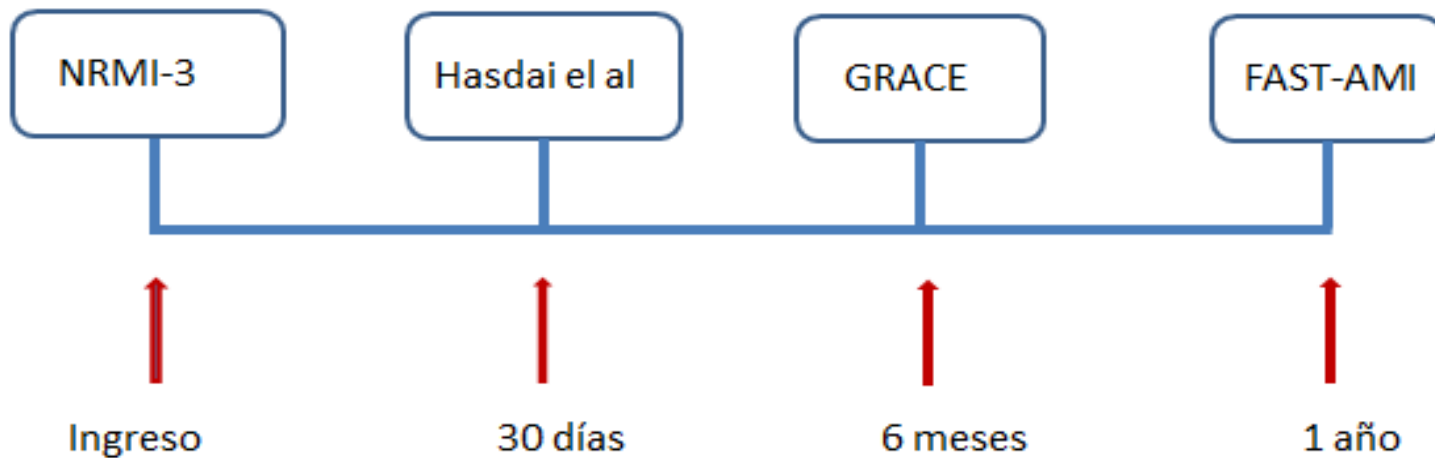 NRMI-3
Hasdai el al
GRACE
FAST-AMI
Ingreso
30 días
6 meses
1 año